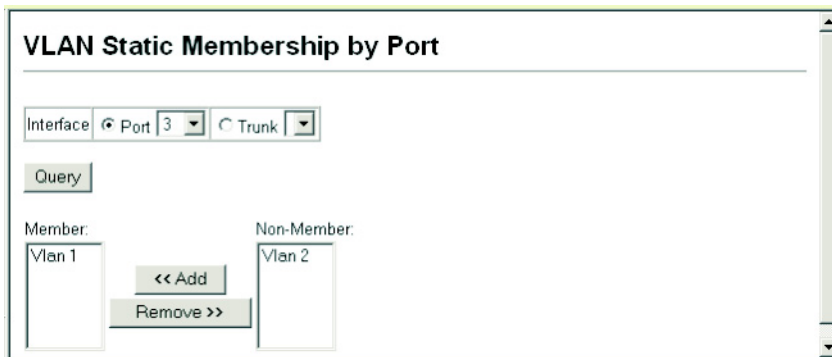 VLAN Static Membership by Port
Interface Port 3 Trunk
Query
Member: Non-Member:
Vlan 1 Vlan 2
<< Add
Remove >>